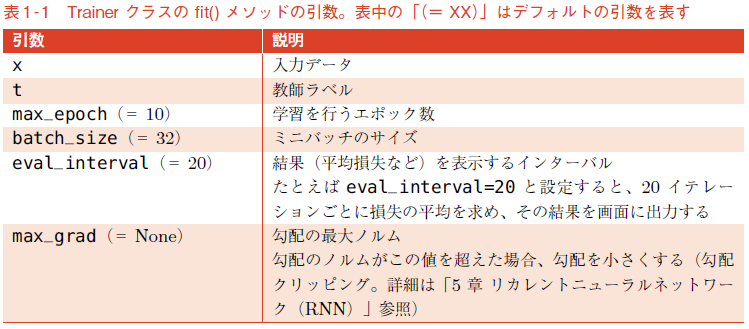 表1-1 Trainer クラスの fit() メソッドの引数。表中の「(= XX)」はデフォルトの引数を表す
引数 説明
x 入力データ
t 教師ラベル
max_epoch(= 10) 学習を行うエポック数
batch_size(= 32) ミニバッチのサイズ
eval_interval(= 20) 結果(平均損失など)を表示するインターバル
たとえば eval_interval=20 と設定すると、20 イテレー
ションごとに損失の平均を求め、その結果を画面に出力する
max_grad(= None) 勾配の最大ノルム
勾配のノルムがこの値を超えた場合、勾配を小さくする(勾配
クリッピング。詳細は「5 章 リカレントニューラルネットワー
ク(RNN)」参照)